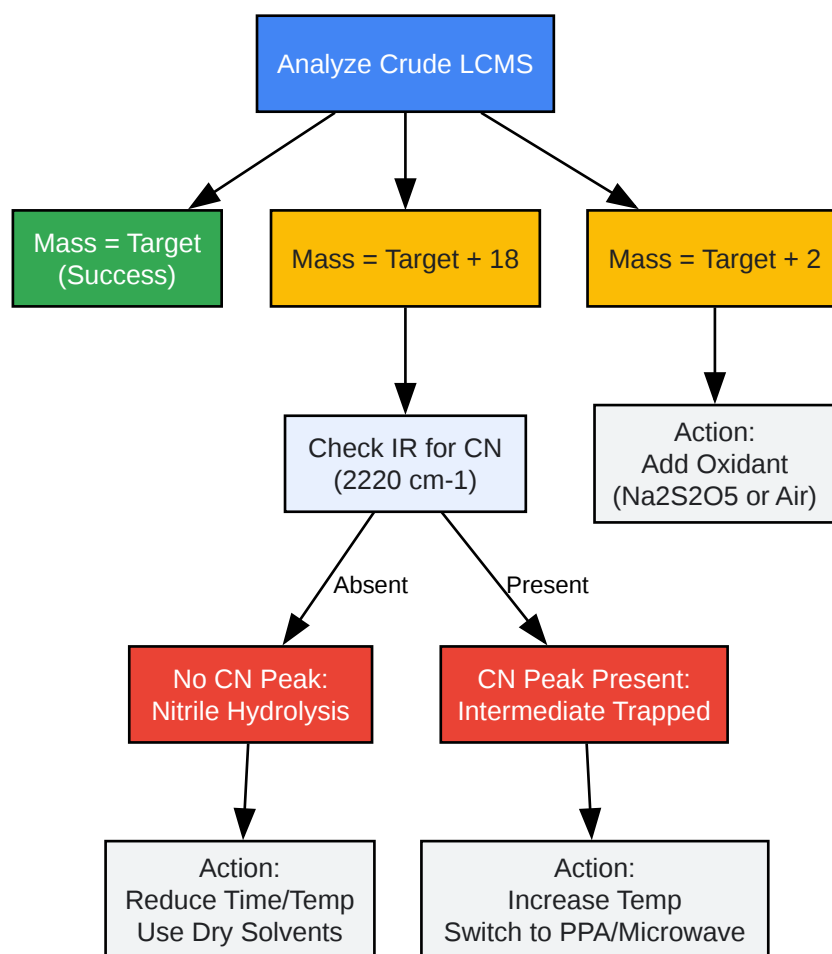 Analyze Crude LCMS
Mass = Target
(Success)
Mass = Target + 18
Mass = Target + 2
Check IR for CN
(2220 cm-1)
Action:
Add Oxidant
(Na2S2O5 or Air)
Absent
Present
No CN Peak:
Nitrile Hydrolysis
CN Peak Present:
Intermediate Trapped
Action:
Reduce Time/Temp
Use Dry Solvents
Action:
Increase Temp
Switch to PPA/Microwave